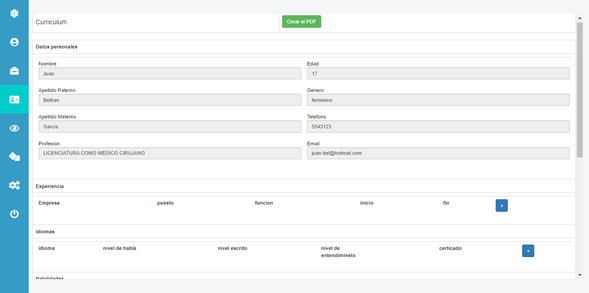 Curriculum
Crear el PDF
Datos personales
Nombre
Edad
Juan
17
Apellido Paterno
Genero
Beltran
femenino
Apellido Materno
Telefono
Garcia
5543123
Profesion
Email
LICENCIATURA COMO MEDICO CIRUJANO
juan-bel@hotmail.com
Experiencia
Empresa puesto funcion inicio fin
+
idiomas
idioma nivel de habla nivel escrito nivel de entendimineto certicado
+
Habilidades